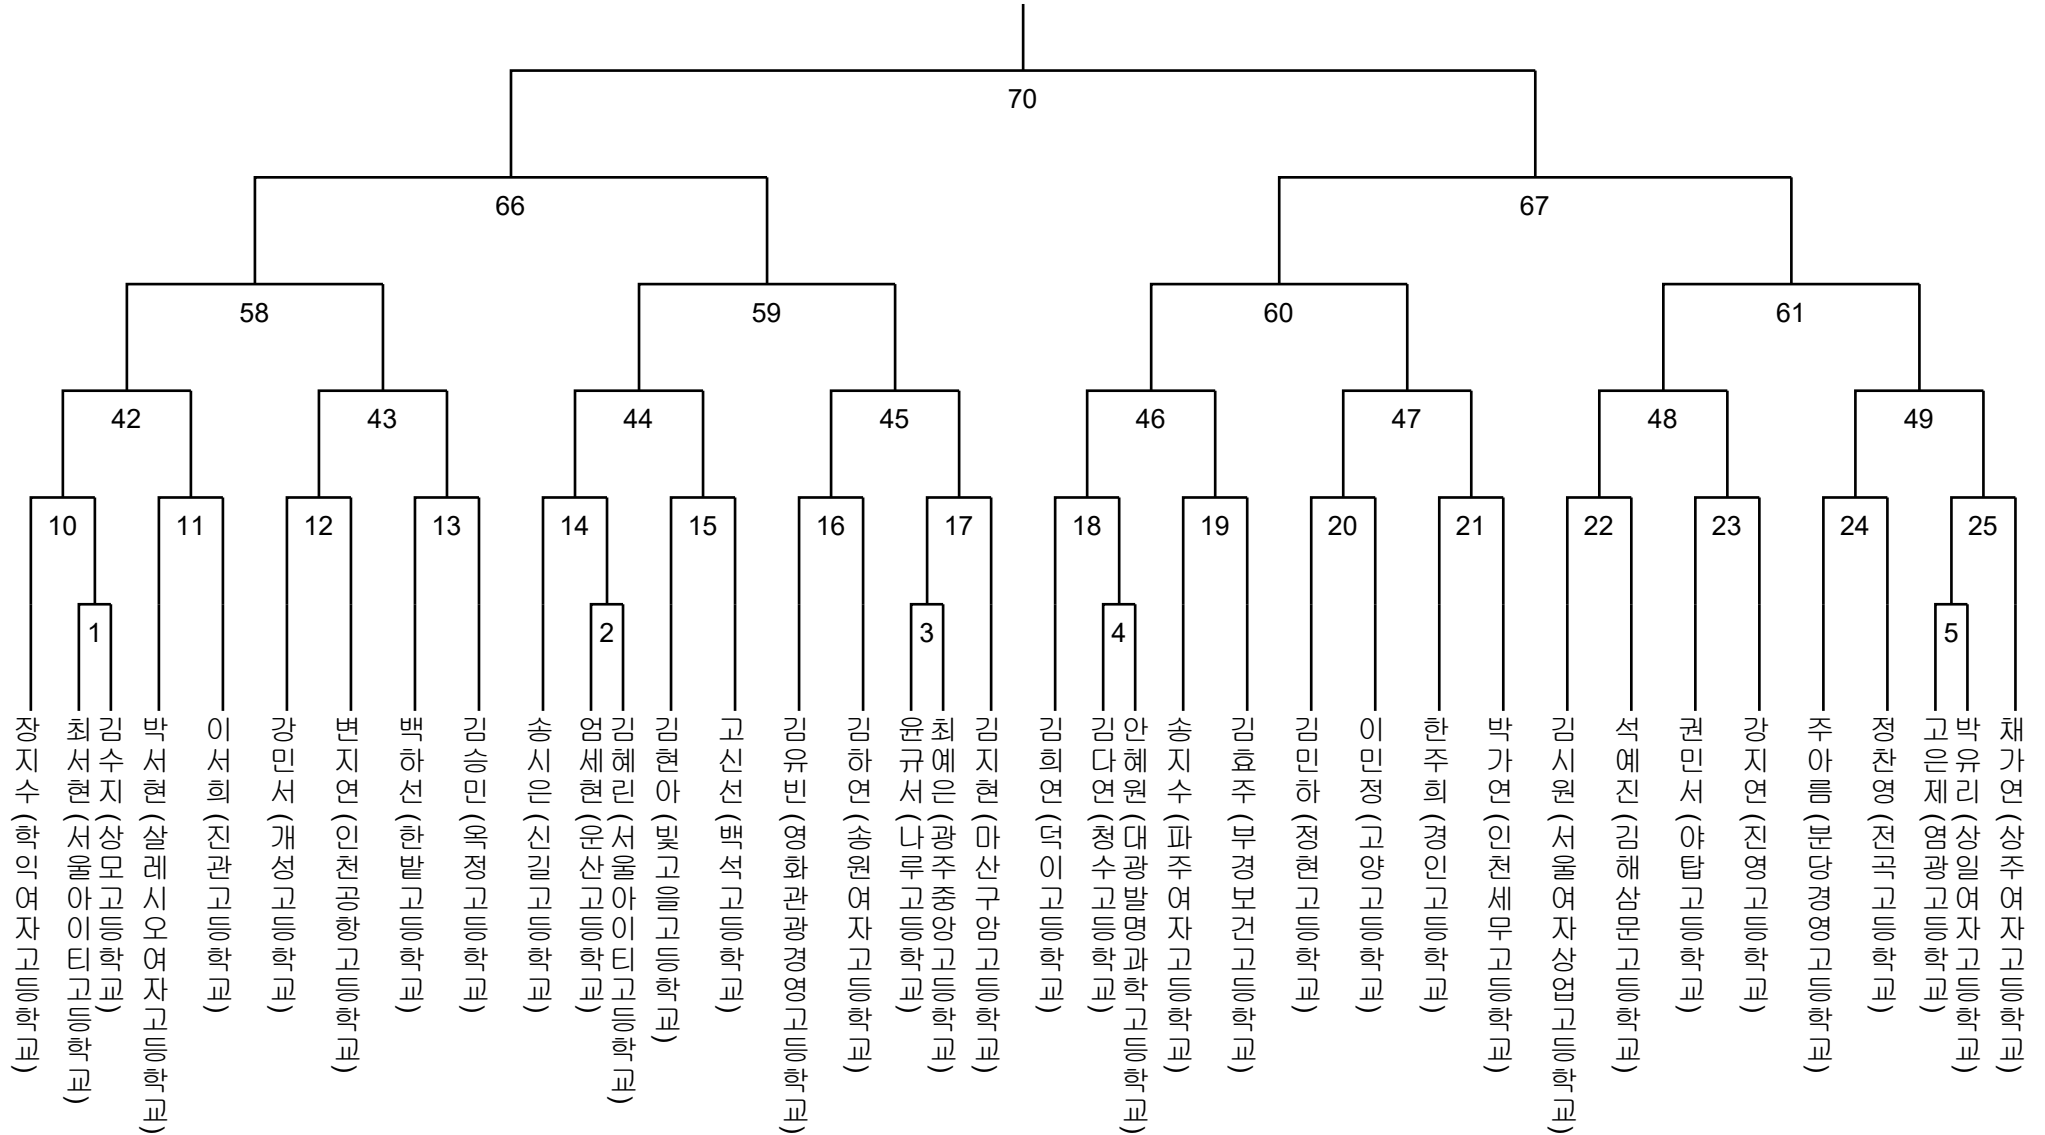 70
66
67
58
59
60
61
42
43
44
45
46
47
48
49
10
11
12
13
14
15
16
17
18
19
20
21
22
23
24
25
1
2
3
4
5
장지수(학익여자고등학교)
최서현(서울아이티고등학교)
김수지(상모고등학교)
박서현(살레시오여자고등학교)
이서희(진관고등학교)
강민서(개성고등학교)
변지연(인천공항고등학교)
백하선(한밭고등학교)
김승민(옥정고등학교)
송시은(신길고등학교)
엄세현(운산고등학교)
김혜린(서울아이티고등학교)
김현아(빛고을고등학교)
고신선(백석고등학교)
김유빈(영화관광경영고등학교)
김하연(송원여자고등학교)
윤규서(나루고등학교)
최예은(광주중앙고등학교)
김지현(마산구암고등학교)
김희연(덕이고등학교)
김다연(청수고등학교)
안혜원(대광발명과학고등학교)
송지수(파주여자고등학교)
김효주(부경보건고등학교)
김민하(정현고등학교)
이민정(고양고등학교)
한주희(경인고등학교)
박가연(인천세무고등학교)
김시원(서울여자상업고등학교)
석예진(김해삼문고등학교)
권민서(야탑고등학교)
강지연(진영고등학교)
주아름(분당경영고등학교)
정찬영(전곡고등학교)
고은제(염광고등학교)
박유리(상일여자고등학교)
채가연(상주여자고등학교)